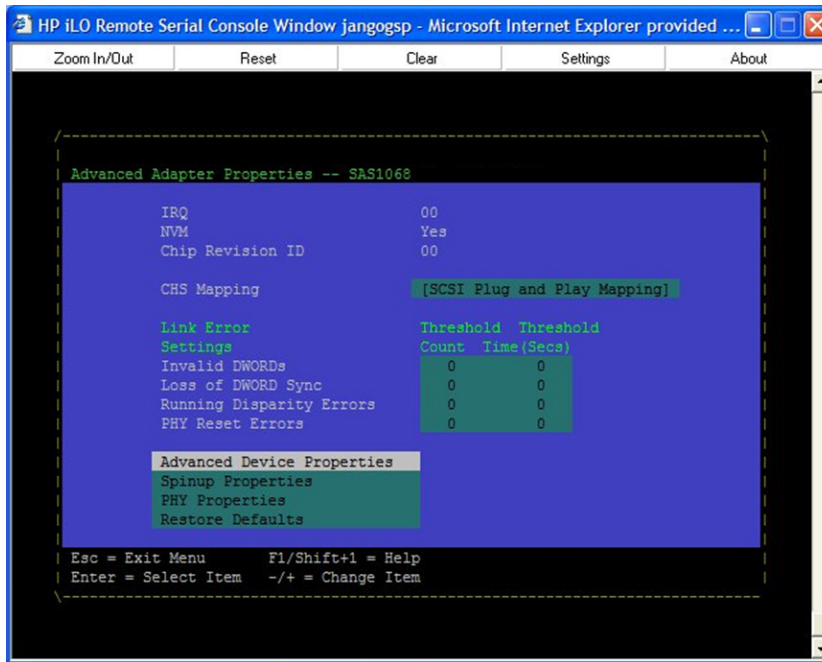 HP iLO Remote Serial Console Window jangogsp - Microsoft Internet Explorer provided ...
Zoom In/Out Reset Clear Settings About
Advanced Adapter Properties -- SAS1068
IRQ 00
NVM Yes
Chip Revision ID 00
CHS Mapping [SCSI Plug and Play Mapping]
Link Error Threshold Threshold
Settings Count Time(Secs)
Invalid DWORDs 0 0
Loss of DWORD Sync 0 0
Running Disparity Errors 0 0
PHY Reset Errors 0 0
Advanced Device Properties
Spinup Properties
PHY Properties
Restore Defaults
Esc = Exit Menu F1/Shift+1 = Help
Enter = Select Item -/+ = Change Item